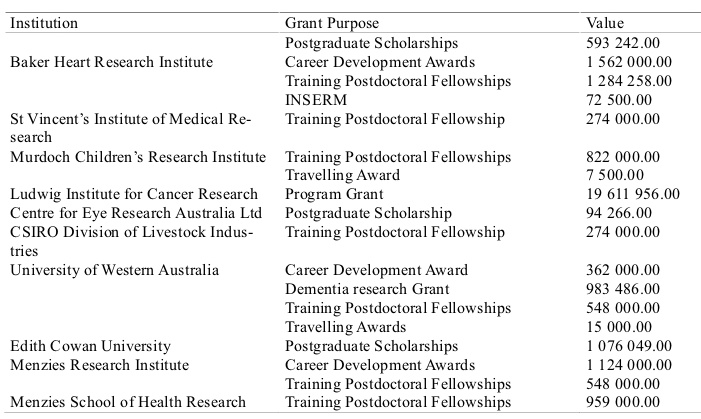 Institution Grant Purpose Value
Postgraduate Scholarships 593 242.00
Baker Heart Research Institute Career Development Awards 1 562 000.00
Training Postdoctoral Fellowships 1 284 258.00
INSERM 72 500.00
St Vincent's Institute of Medical Re- Training Postdoctoral Fellowship 274 000.00
search
Murdoch Children's Research Institute Training Postdoctoral Fellowships 822 000.00
Travelling Award 7 500.00
Ludwig Institute for Cancer Research Program Grant 19 611 956.00
Centre for Eye Research Australia Ltd Postgraduate Scholarship 94 266.00
CSIRO Division of Livestock Indus- Training Postdoctoral Fellowship 274 000.00
tries
University of Western Australia Career Development Award 362 000.00
Dementia research Grant 983 486.00
Training Postdoctoral Fellowships 548 000.00
Travelling Awards 15 000.00
Edith Cowan University Postgraduate Scholarships 1 076 049.00
Menzies Research Institute Career Development Awards 1 124 000.00
Training Postdoctoral Fellowships 548 000.00
Menzies School of Health Research Training Postdoctoral Fellowships 959 000.00